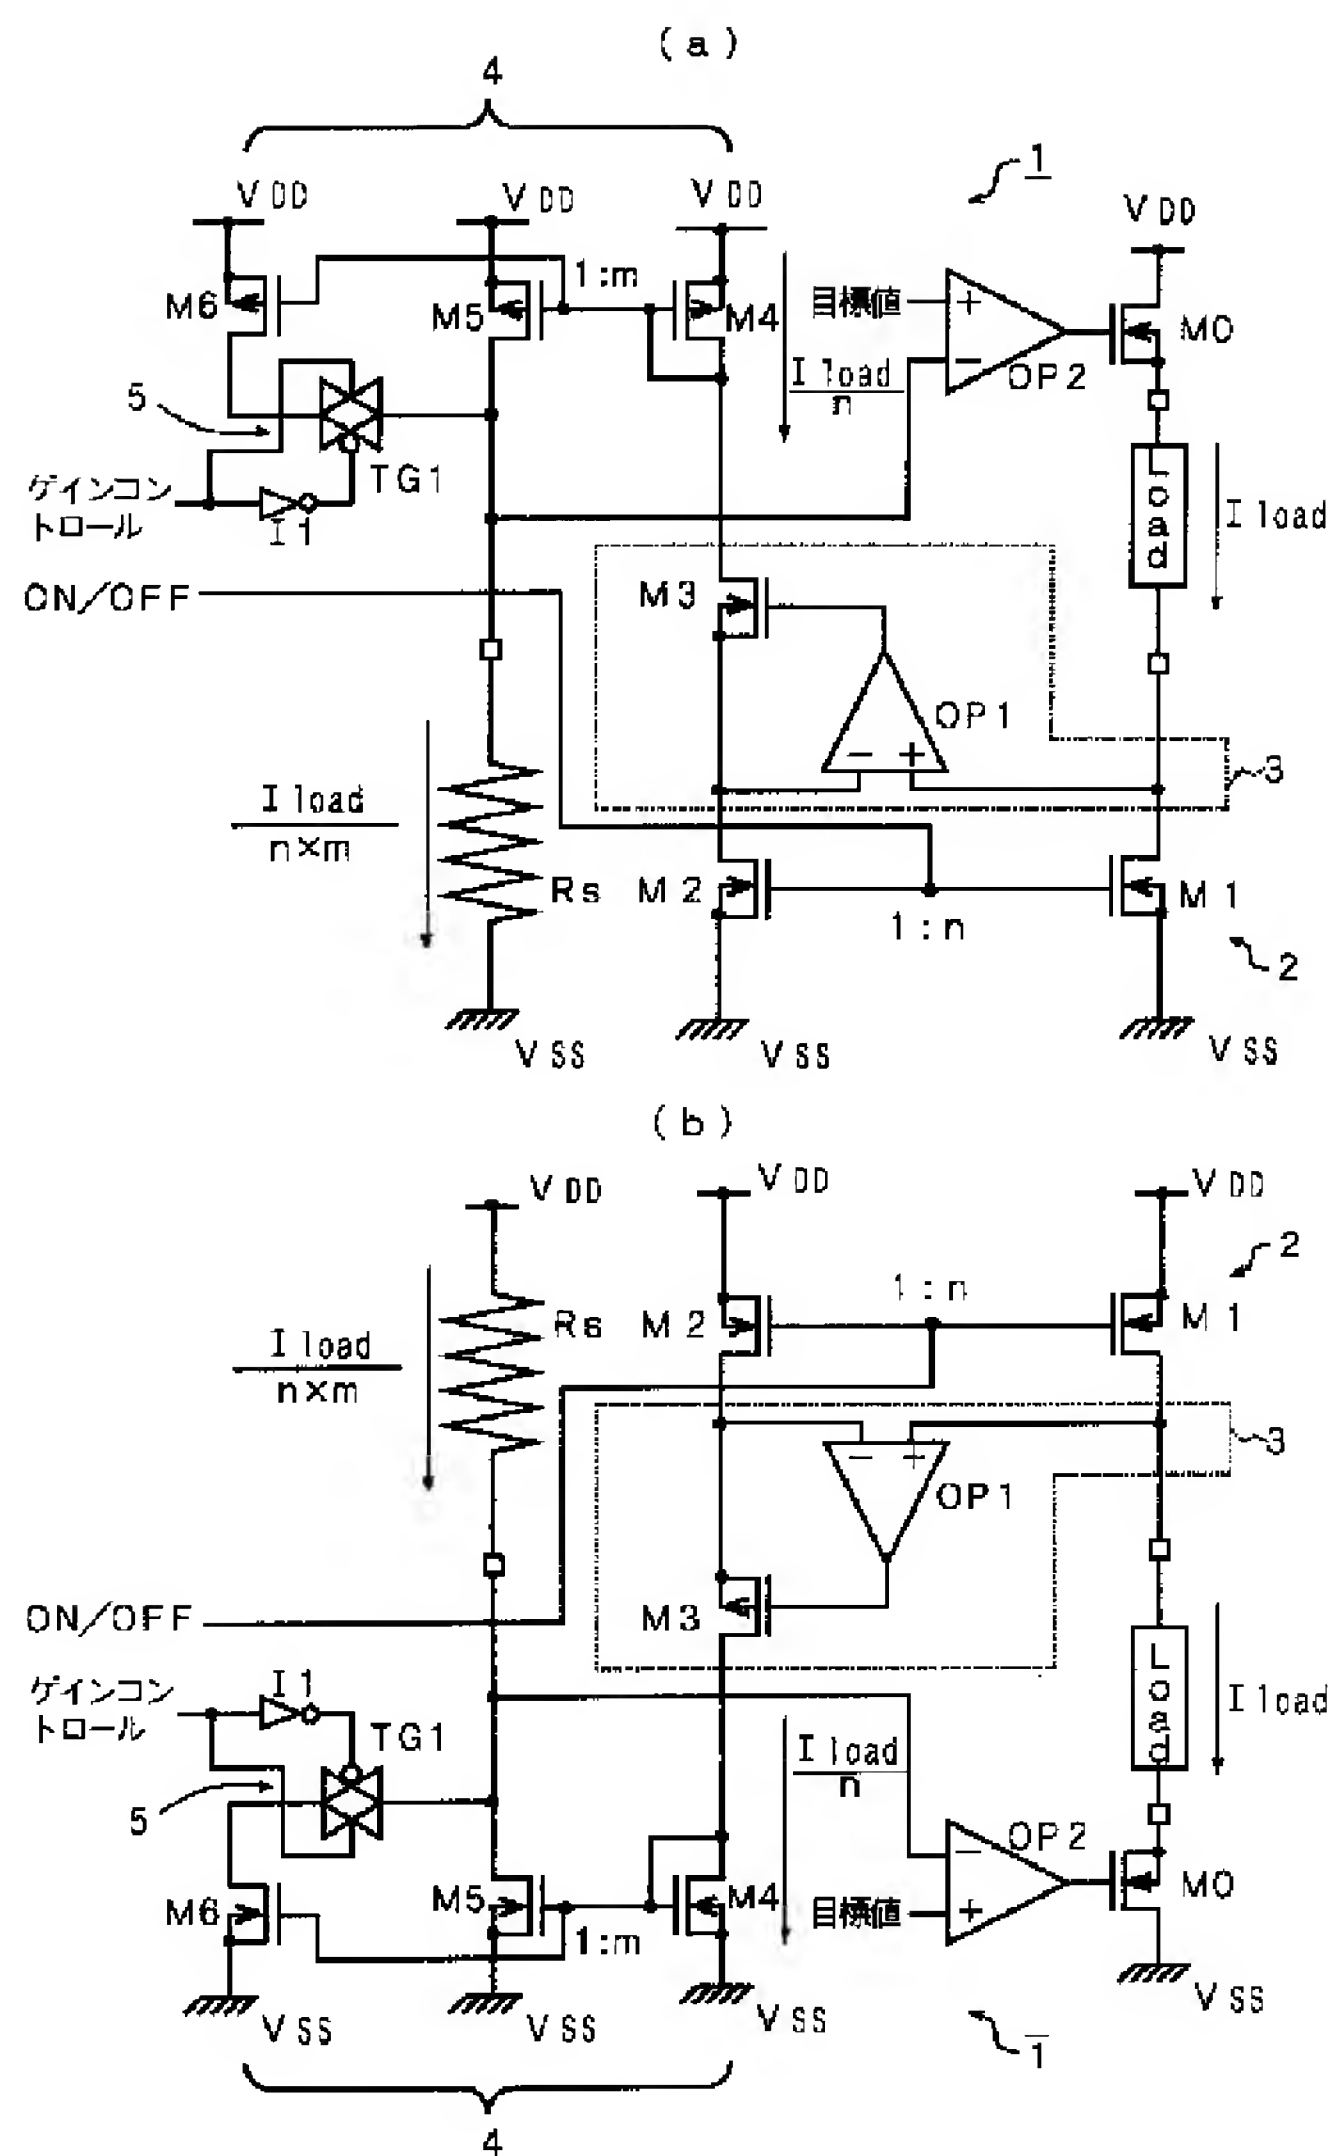 (a)
4
1
VDD
VDD
VDD
VDD
1:m
M6
M5
M4
目標値
+
−
OP2
M0
I load
n
5
TG1
ゲインコン
トロール
I1
Load
I load
ON/OFF
M3
OP1
− +
3
I load
n×m
Rs
M2
1:n
M1
2
VSS
VSS
VSS
(b)
VDD
VDD
VDD
2
1:n
I load
n×m
Rs
M2
M1
3
− +
OP1
ON/OFF
M3
ゲインコン
トロール
I1
TG1
Load
I load
I load
n
5
OP2
−
+
M6
M5
M4
目標値
M0
1:m
VSS
VSS
VSS
VSS
1
4